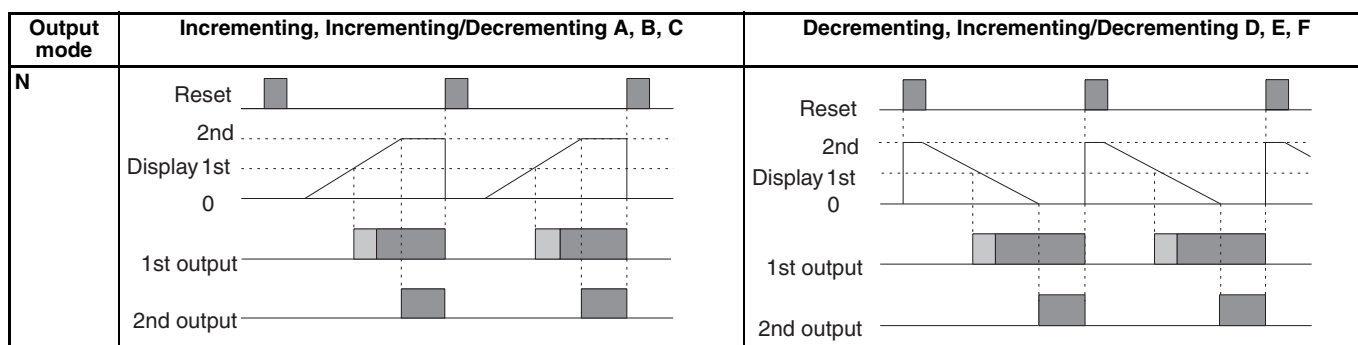 Output mode
Incrementing, Incrementing/Decrementing A, B, C
Decrementing, Incrementing/Decrementing D, E, F
N
Reset
2nd
Display 1st
0
1st output
2nd output
Reset
2nd
Display 1st
0
1st output
2nd output